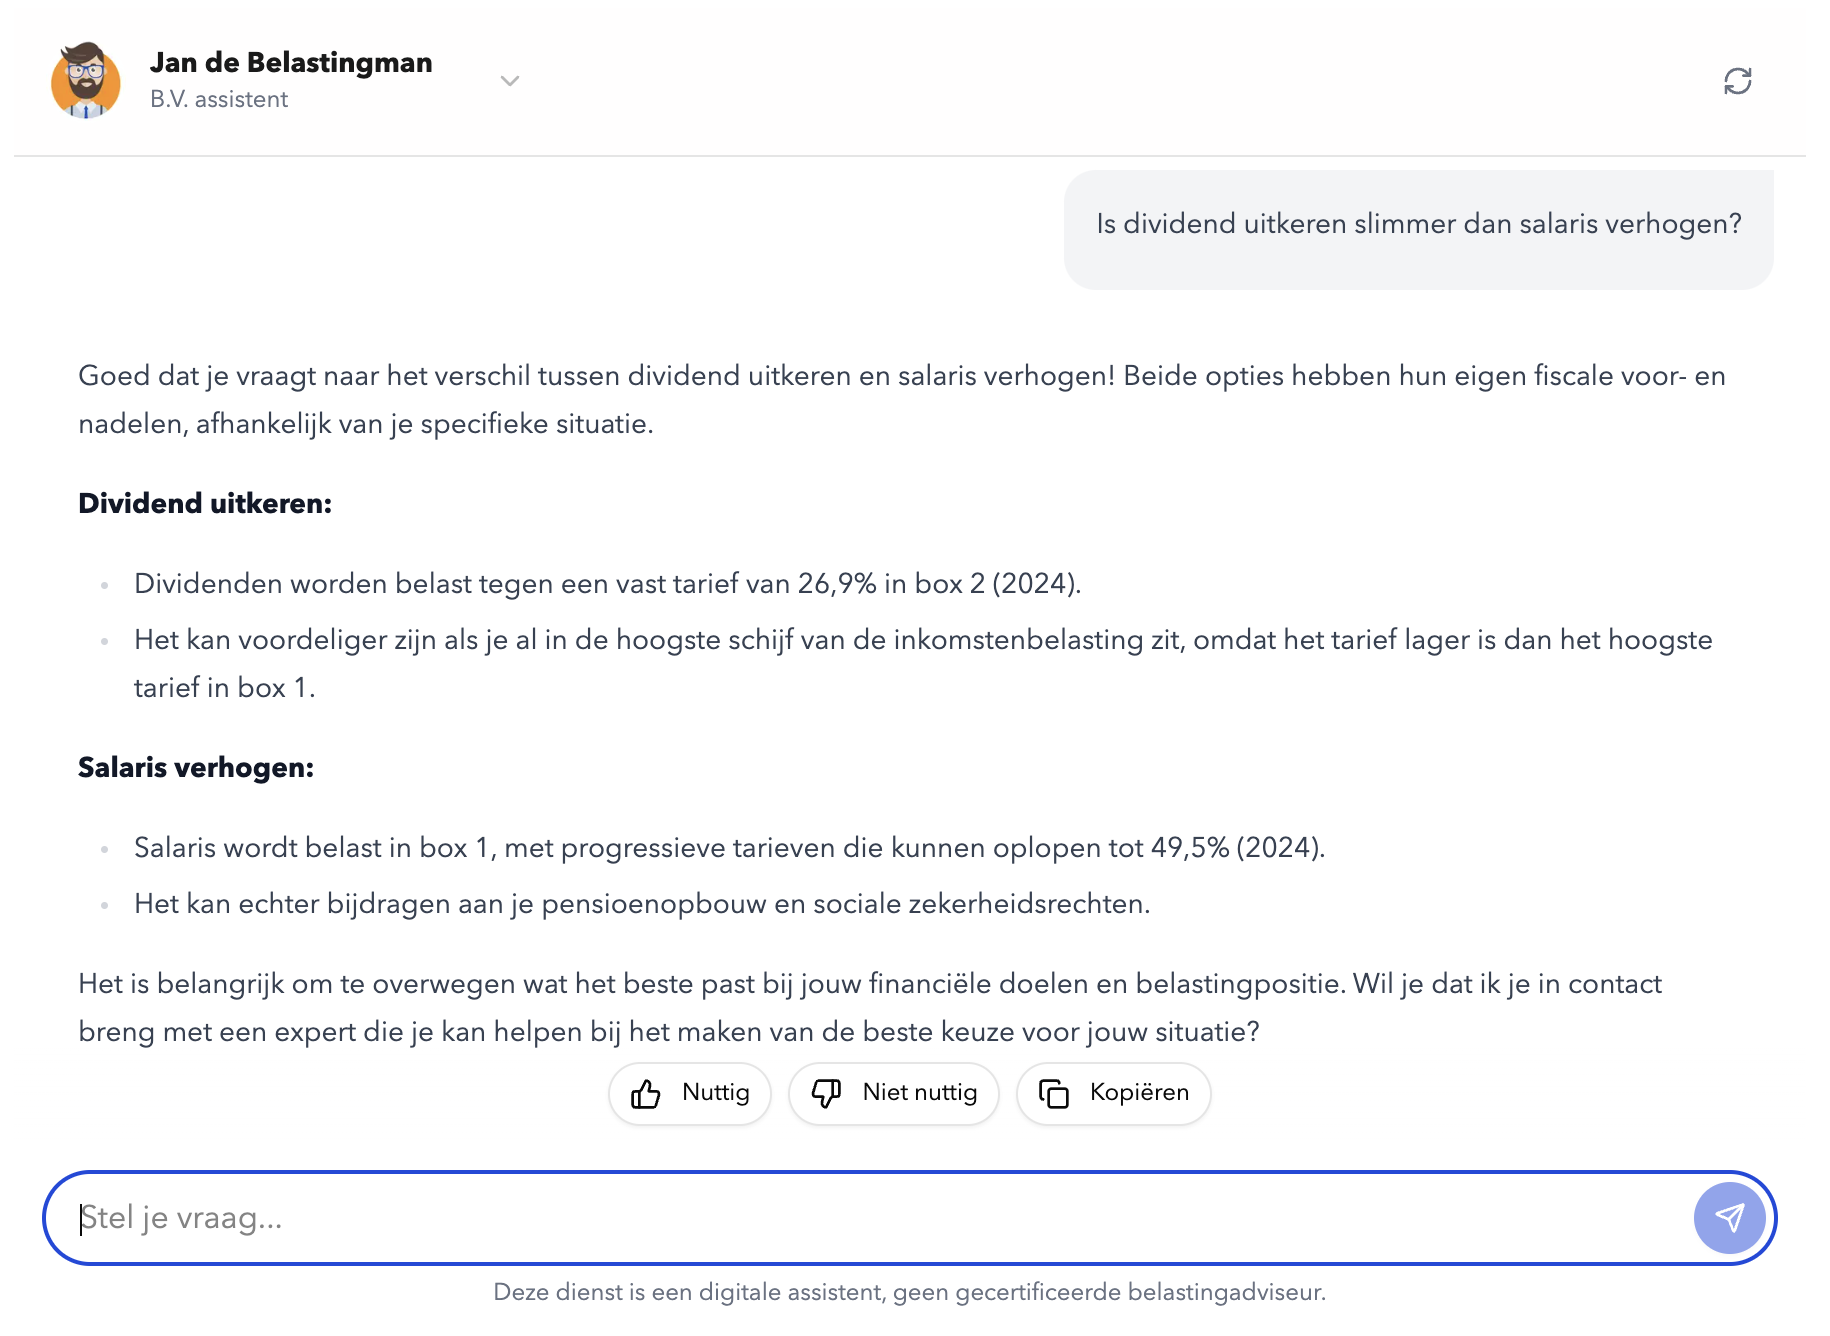 Jan de Belastingman
B.V. assistent
Is dividend uitkeren slimmer dan salaris verhogen?
Goed dat je vraagt naar het verschil tussen dividend uitkeren en salaris verhogen! Beide opties hebben hun eigen fiscale voor- en
nadelen, afhankelijk van je specifieke situatie.
Dividend uitkeren:
Dividenden worden belast tegen een vast tarief van 26,9% in box 2 (2024).
Het kan voordeliger zijn als je al in de hoogste schijf van de inkomstenbelasting zit, omdat het tarief lager is dan het hoogste
tarief in box 1.
Salaris verhogen:
Salaris wordt belast in box 1, met progressieve tarieven die kunnen oplopen tot 49,5% (2024).
Het kan echter bijdragen aan je pensioenopbouw en sociale zekerheidsrechten.
Het is belangrijk om te overwegen wat het beste past bij jouw financiële doelen en belastingpositie. Wil je dat ik je in contact
breng met een expert die je kan helpen bij het maken van de beste keuze voor jouw situatie?
Nuttig
Niet nuttig
Kopiëren
Stel je vraag...
Deze dienst is een digitale assistent, geen gecertificeerde belastingadviseur.